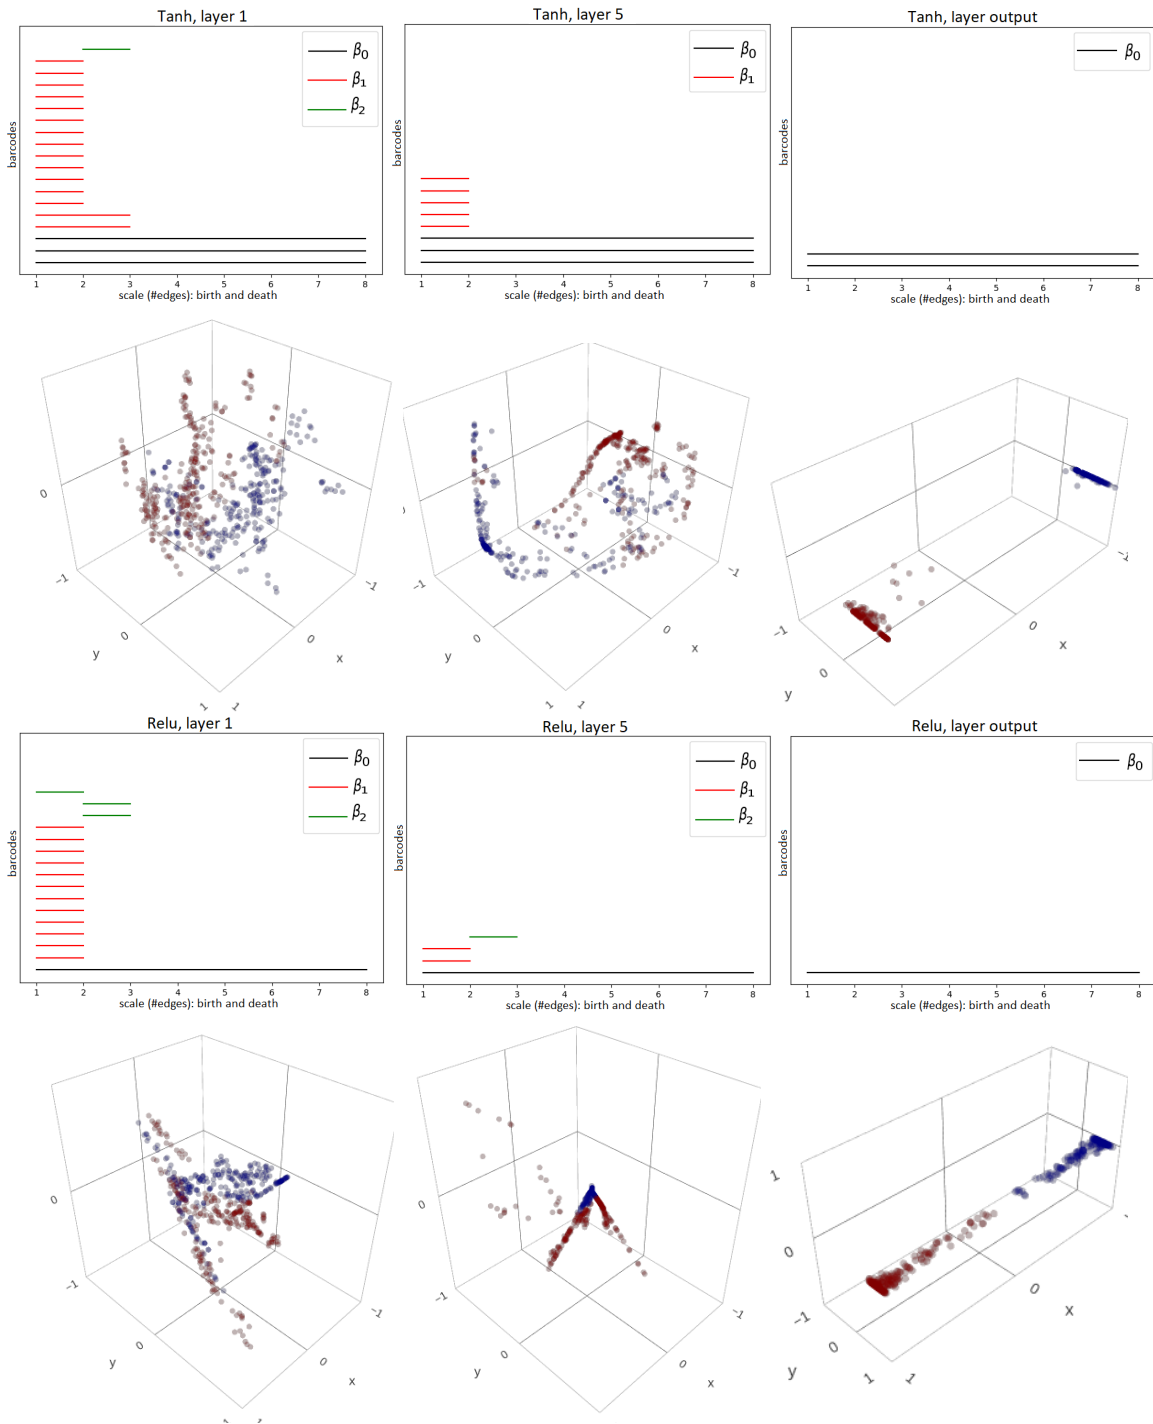 Tanh, layer 1
β0
β1
β2
barcodes
1 2 3 4 5 6 7 8
scale (#edges): birth and death
Tanh, layer 5
β0
β1
barcodes
1 2 3 4 5 6 7 8
scale (#edges): birth and death
Tanh, layer output
β0
barcodes
1 2 3 4 5 6 7 8
scale (#edges): birth and death
0
−1
0
y
1
1
0
x
−1
−1
0
y
1
1
0
x
−1
−1
0
y
0
x
Relu, layer 1
β0
β1
β2
barcodes
1 2 3 4 5 6 7 8
scale (#edges): birth and death
Relu, layer 5
β0
β1
β2
barcodes
1 2 3 4 5 6 7 8
scale (#edges): birth and death
Relu, layer output
β0
barcodes
1 2 3 4 5 6 7 8
scale (#edges): birth and death
0
−1
0
y
0
x
−1
0
−1
0
y
0
x
−1
1
0
−1
0
y
1
1
0
x